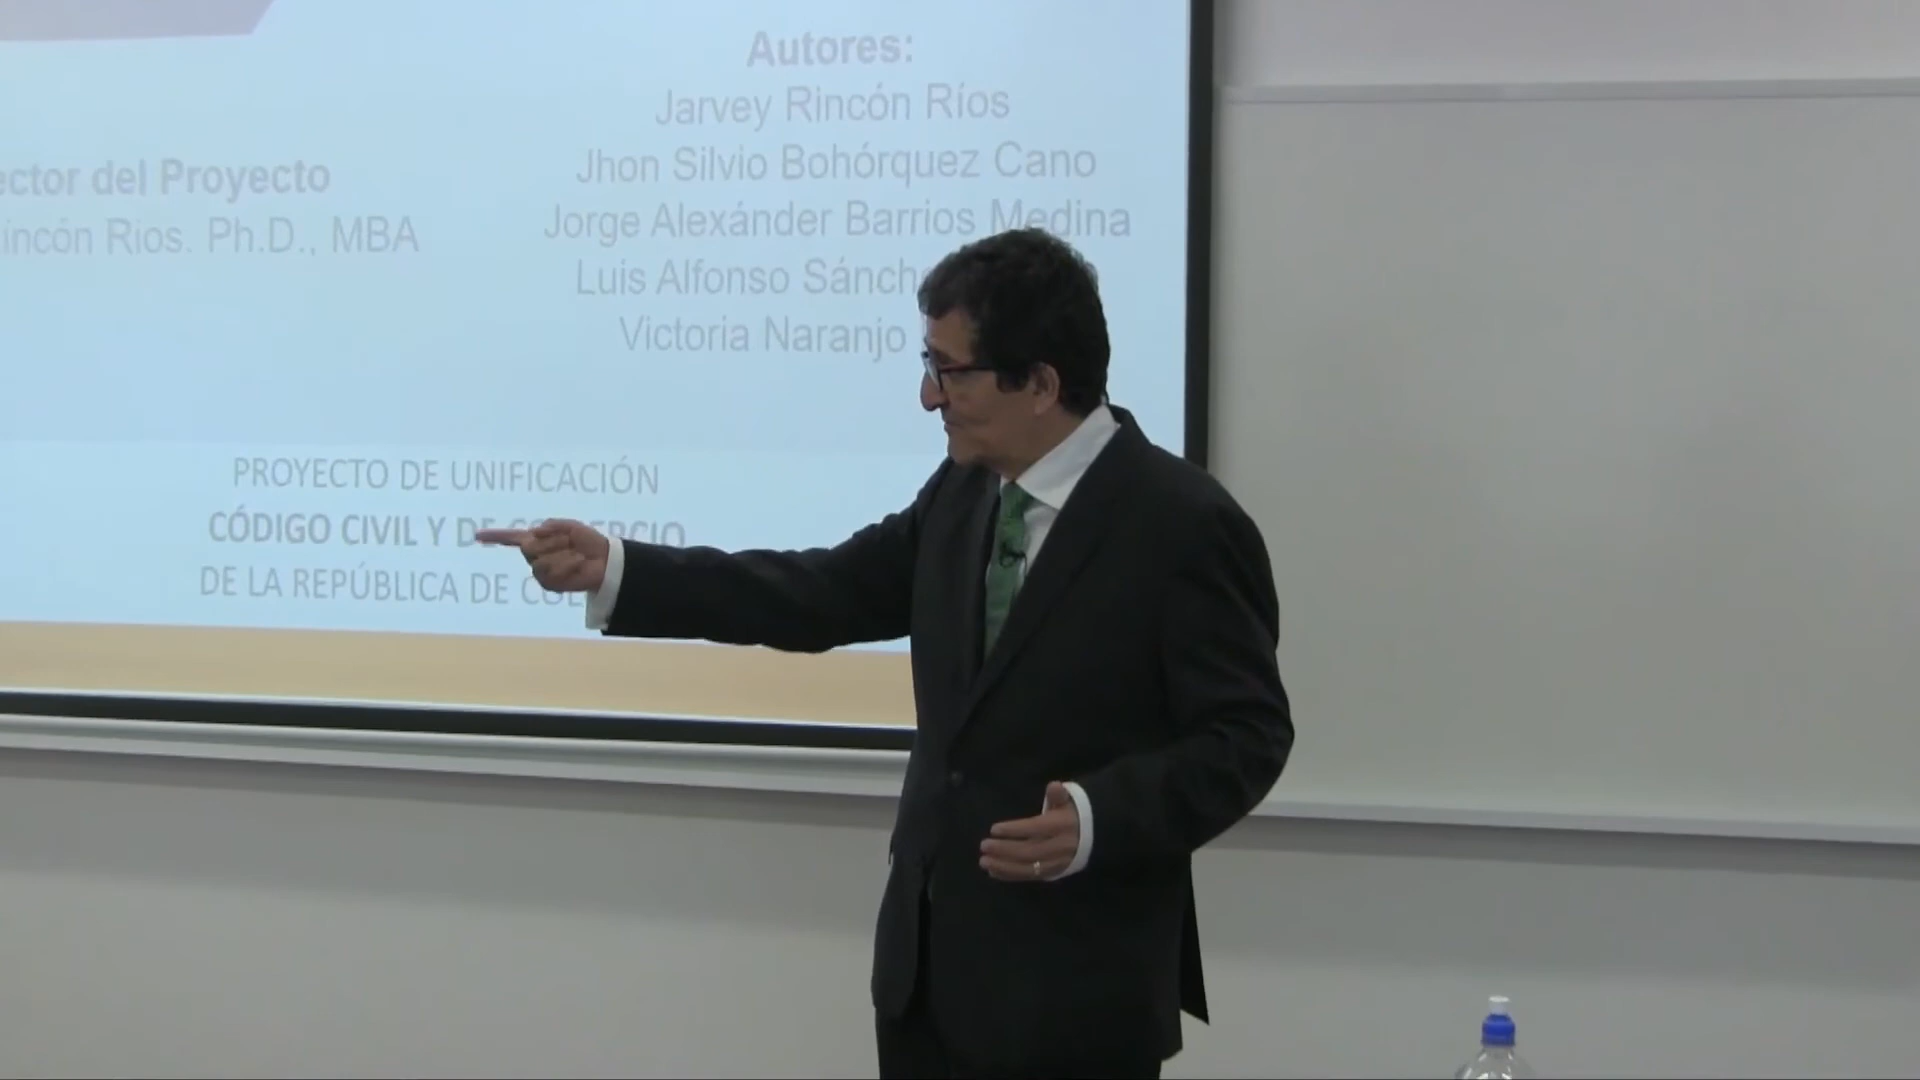 ector del Proyecto
incón Rios. Ph.D., MBA
Autores:
Jarvey Rincón Ríos
Jhon Silvio Bohórquez Cano
Jorge Alexánder Barrios Medina
Luis Alfonso Sánch
Victoria Naranjo
PROYECTO DE UNIFICACIÓN
CÓDIGO CIVIL Y DE COMERCIO
DE LA REPÚBLICA DE